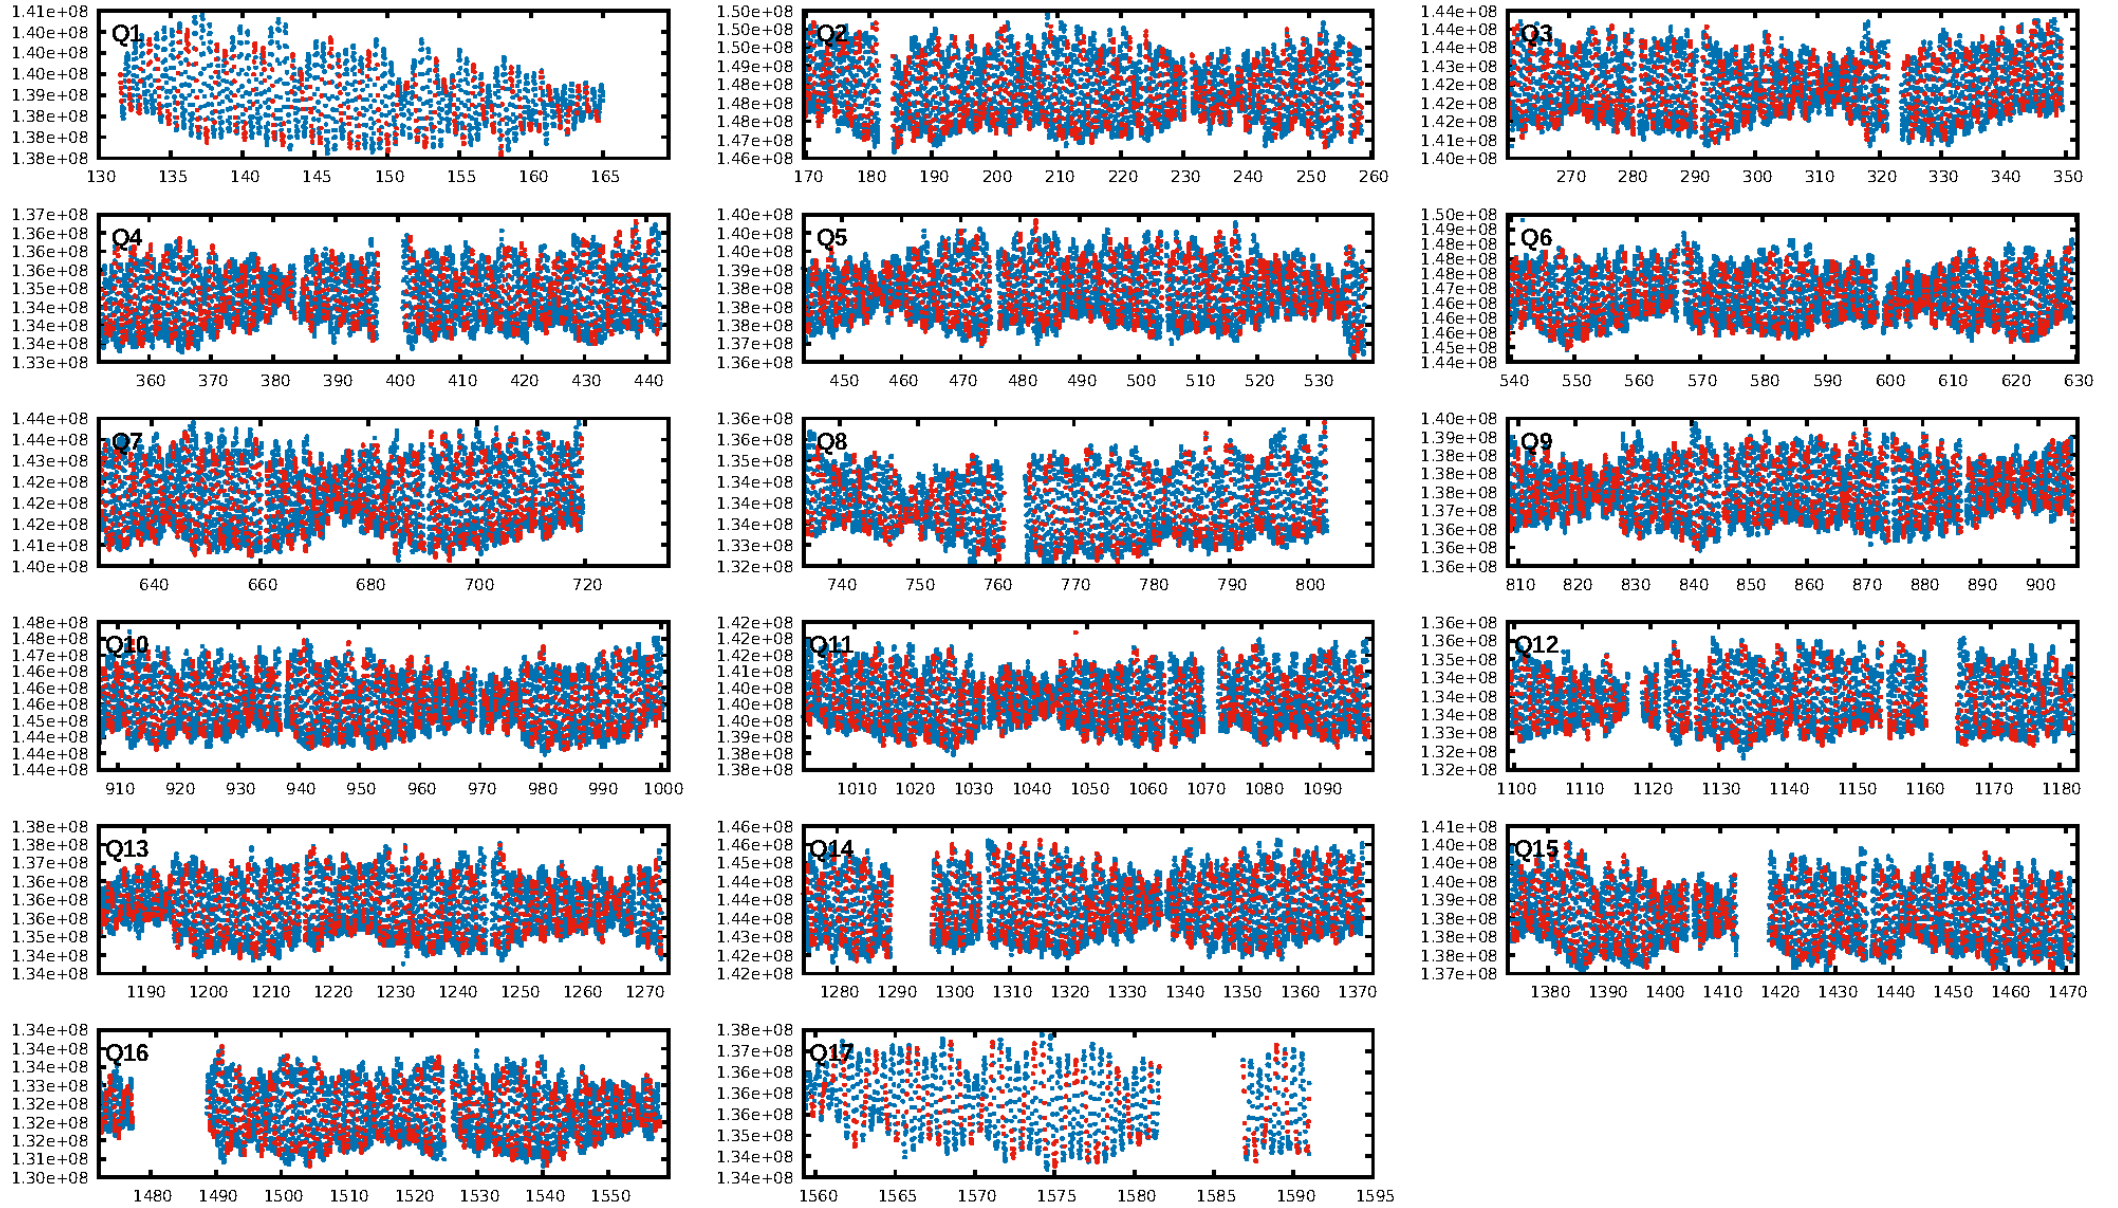 Q1
1.41e+08
1.40e+08
1.40e+08
1.40e+08
1.39e+08
1.38e+08
1.38e+08
1.38e+08
130 135 140 145 150 155 160 165
Q2
1.50e+08
1.50e+08
1.50e+08
1.49e+08
1.48e+08
1.48e+08
1.47e+08
1.47e+08
1.46e+08
170 180 190 200 210 220 230 240 250 260
Q3
1.44e+08
1.44e+08
1.44e+08
1.43e+08
1.42e+08
1.42e+08
1.42e+08
1.41e+08
1.40e+08
270 280 290 300 310 320 330 340 350
Q4
1.37e+08
1.36e+08
1.36e+08
1.36e+08
1.35e+08
1.34e+08
1.34e+08
1.34e+08
1.33e+08
360 370 380 390 400 410 420 430 440
Q5
1.40e+08
1.40e+08
1.40e+08
1.39e+08
1.38e+08
1.38e+08
1.38e+08
1.37e+08
1.36e+08
450 460 470 480 490 500 510 520 530
Q6
1.50e+08
1.49e+08
1.48e+08
1.48e+08
1.48e+08
1.47e+08
1.46e+08
1.46e+08
1.46e+08
1.45e+08
1.44e+08
540 550 560 570 580 590 600 610 620 630
Q7
1.44e+08
1.44e+08
1.43e+08
1.42e+08
1.42e+08
1.42e+08
1.41e+08
1.40e+08
640 660 680 700 720
Q8
1.36e+08
1.36e+08
1.35e+08
1.34e+08
1.34e+08
1.34e+08
1.33e+08
1.32e+08
740 750 760 770 780 790 800
Q9
1.40e+08
1.39e+08
1.38e+08
1.38e+08
1.38e+08
1.37e+08
1.36e+08
1.36e+08
1.36e+08
810 820 830 840 850 860 870 880 890 900
Q10
1.48e+08
1.48e+08
1.47e+08
1.46e+08
1.46e+08
1.46e+08
1.45e+08
1.44e+08
1.44e+08
1.44e+08
910 920 930 940 950 960 970 980 990 1000
Q11
1.42e+08
1.42e+08
1.41e+08
1.40e+08
1.40e+08
1.40e+08
1.39e+08
1.38e+08
1.38e+08
1010 1020 1030 1040 1050 1060 1070 1080 1090
Q12
1.36e+08
1.36e+08
1.35e+08
1.34e+08
1.34e+08
1.34e+08
1.33e+08
1.32e+08
1.32e+08
1100 1110 1120 1130 1140 1150 1160 1170 1180
Q13
1.38e+08
1.38e+08
1.37e+08
1.36e+08
1.36e+08
1.36e+08
1.35e+08
1.34e+08
1.34e+08
1190 1200 1210 1220 1230 1240 1250 1260 1270
Q14
1.46e+08
1.46e+08
1.45e+08
1.44e+08
1.44e+08
1.44e+08
1.43e+08
1.42e+08
1.42e+08
1280 1290 1300 1310 1320 1330 1340 1350 1360 1370
Q15
1.41e+08
1.40e+08
1.40e+08
1.40e+08
1.39e+08
1.38e+08
1.38e+08
1.38e+08
1.37e+08
1380 1390 1400 1410 1420 1430 1440 1450 1460 1470
Q16
1.34e+08
1.34e+08
1.34e+08
1.33e+08
1.32e+08
1.32e+08
1.32e+08
1.31e+08
1.30e+08
1480 1490 1500 1510 1520 1530 1540 1550
Q17
1.38e+08
1.37e+08
1.36e+08
1.36e+08
1.36e+08
1.35e+08
1.34e+08
1.34e+08
1560 1565 1570 1575 1580 1585 1590 1595